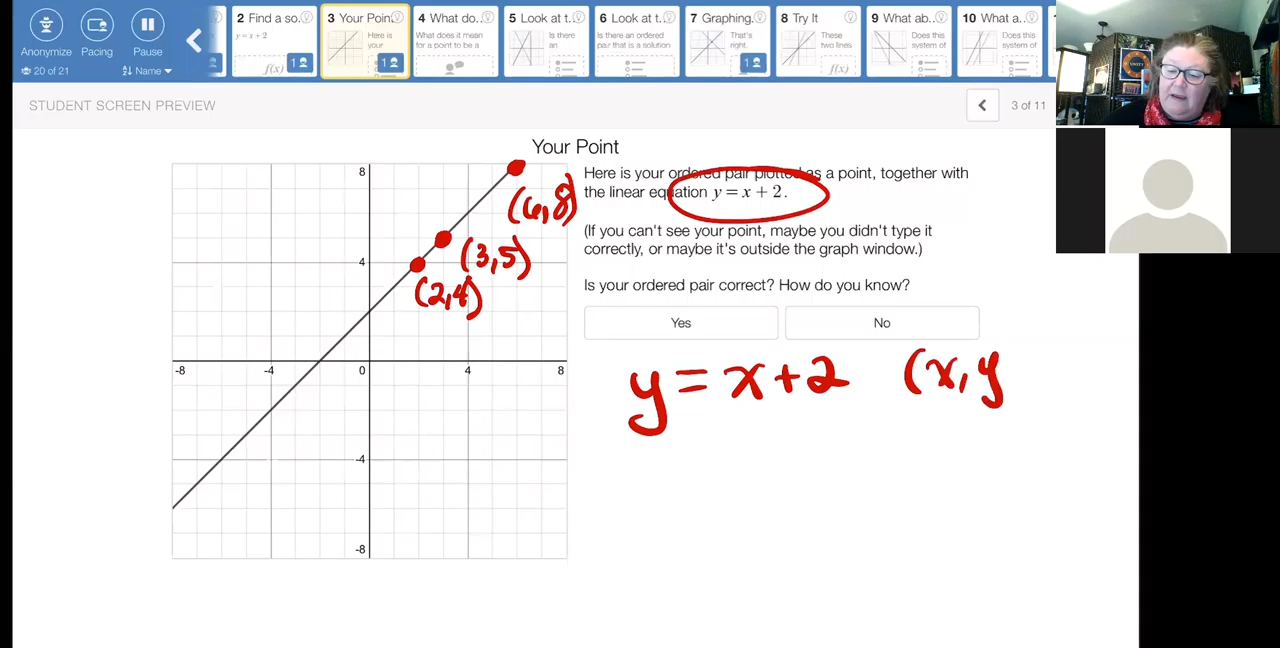 Anonymize
Pacing
Pause
20 of 21
Name
2 Find a so..
y = x + 2
f(x)
1
3 Your Poin.
Here is
your
1
4 What do..
What does it mean
for a point to be a
5 Look at t..
Is there
an
6 Look at t..
Is there an ordered
pair that is a solution
7 Graphing.
That's
right.
1
8 Try It
These
two lines
f(x)
9 What ab..
Does this
system of
10 What a..
Does this
system of
STUDENT SCREEN PREVIEW
3 of 11
Your Point
Here is your ordered pair plotted as a point, together with
the linear equation y = x + 2.
(If you can't see your point, maybe you didn't type it
correctly, or maybe it's outside the graph window.)
Is your ordered pair correct? How do you know?
Yes
No
y = x + 2 (x, y
8
(6,8)
(3,5)
4
(2,4)
-8
-4
0
4
8
-4
-8
UNITY